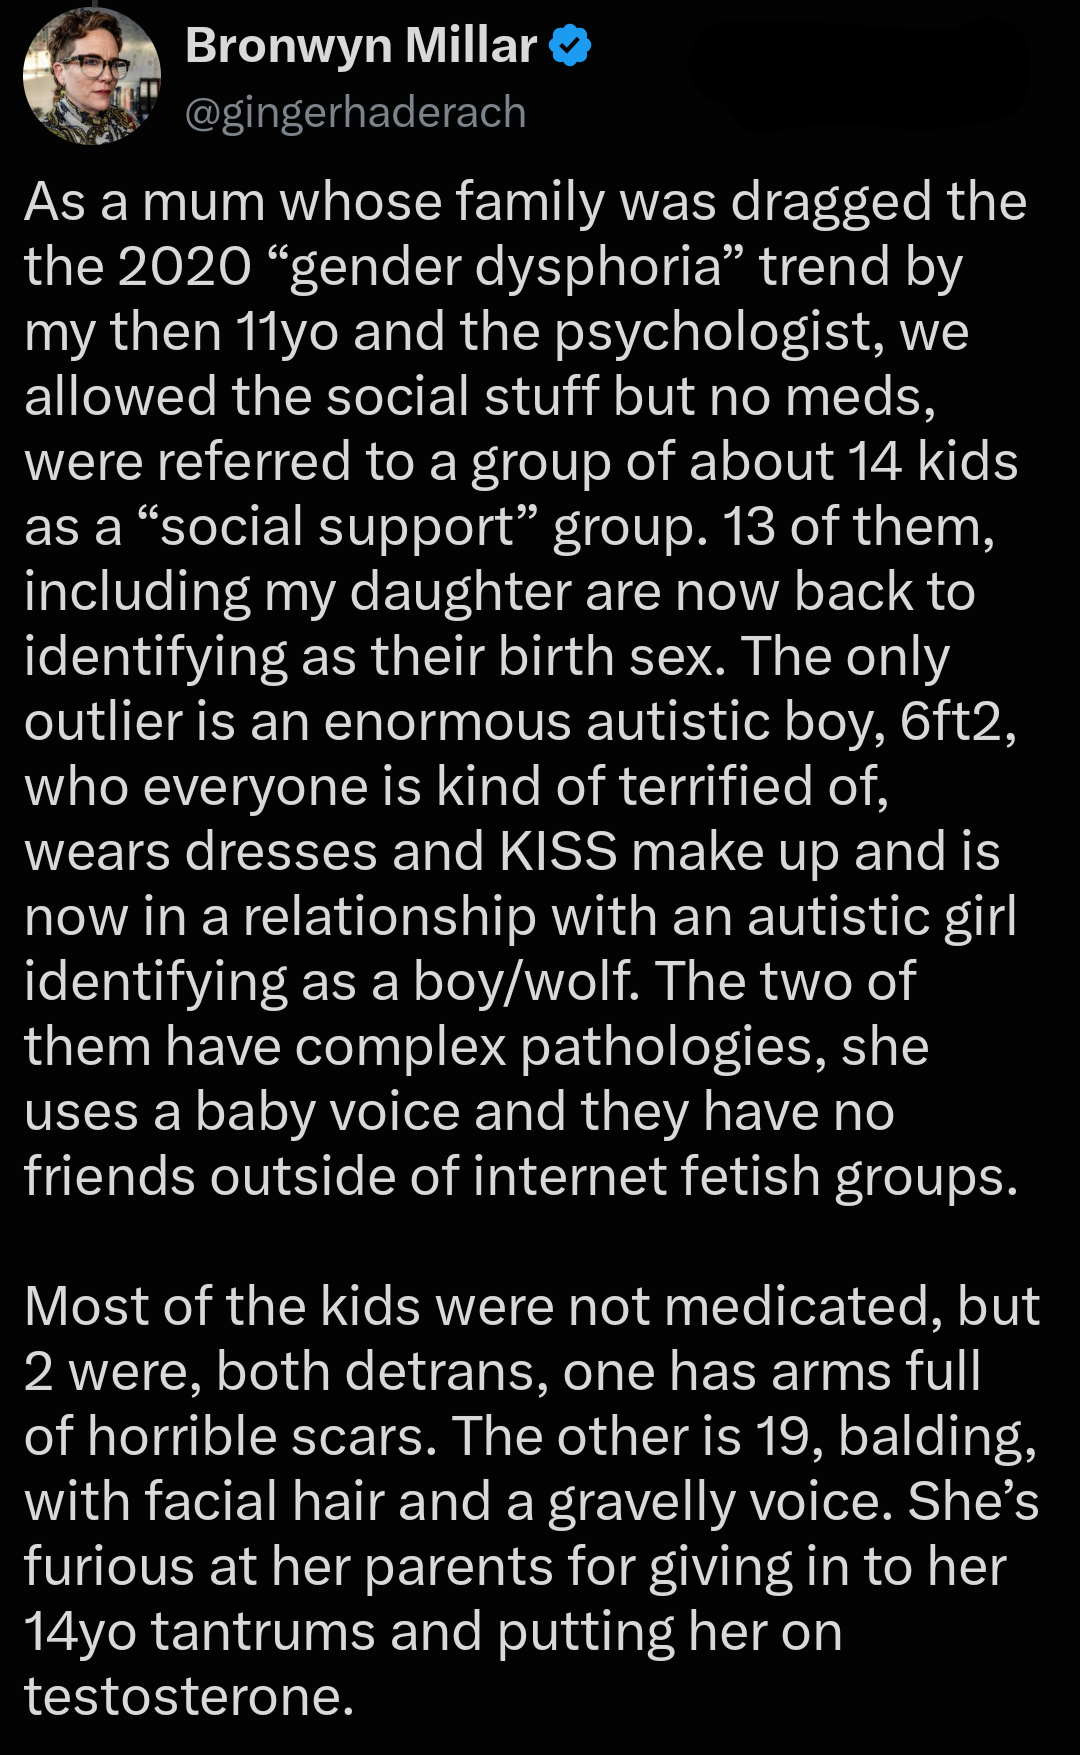 Bronwyn Millar
@gingerhaderach
As a mum whose family was dragged the
the 2020 “gender dysphoria” trend by
my then 11yo and the psychologist, we
allowed the social stuff but no meds,
were referred to a group of about 14 kids
as a “social support” group. 13 of them,
including my daughter are now back to
identifying as their birth sex. The only
outlier is an enormous autistic boy, 6ft2,
who everyone is kind of terrified of,
wears dresses and KISS make up and is
now in a relationship with an autistic girl
identifying as a boy/wolf. The two of
them have complex pathologies, she
uses a baby voice and they have no
friends outside of internet fetish groups.
Most of the kids were not medicated, but
2 were, both detrans, one has arms full
of horrible scars. The other is 19, balding,
with facial hair and a gravelly voice. She’s
furious at her parents for giving in to her
14yo tantrums and putting her on
testosterone.